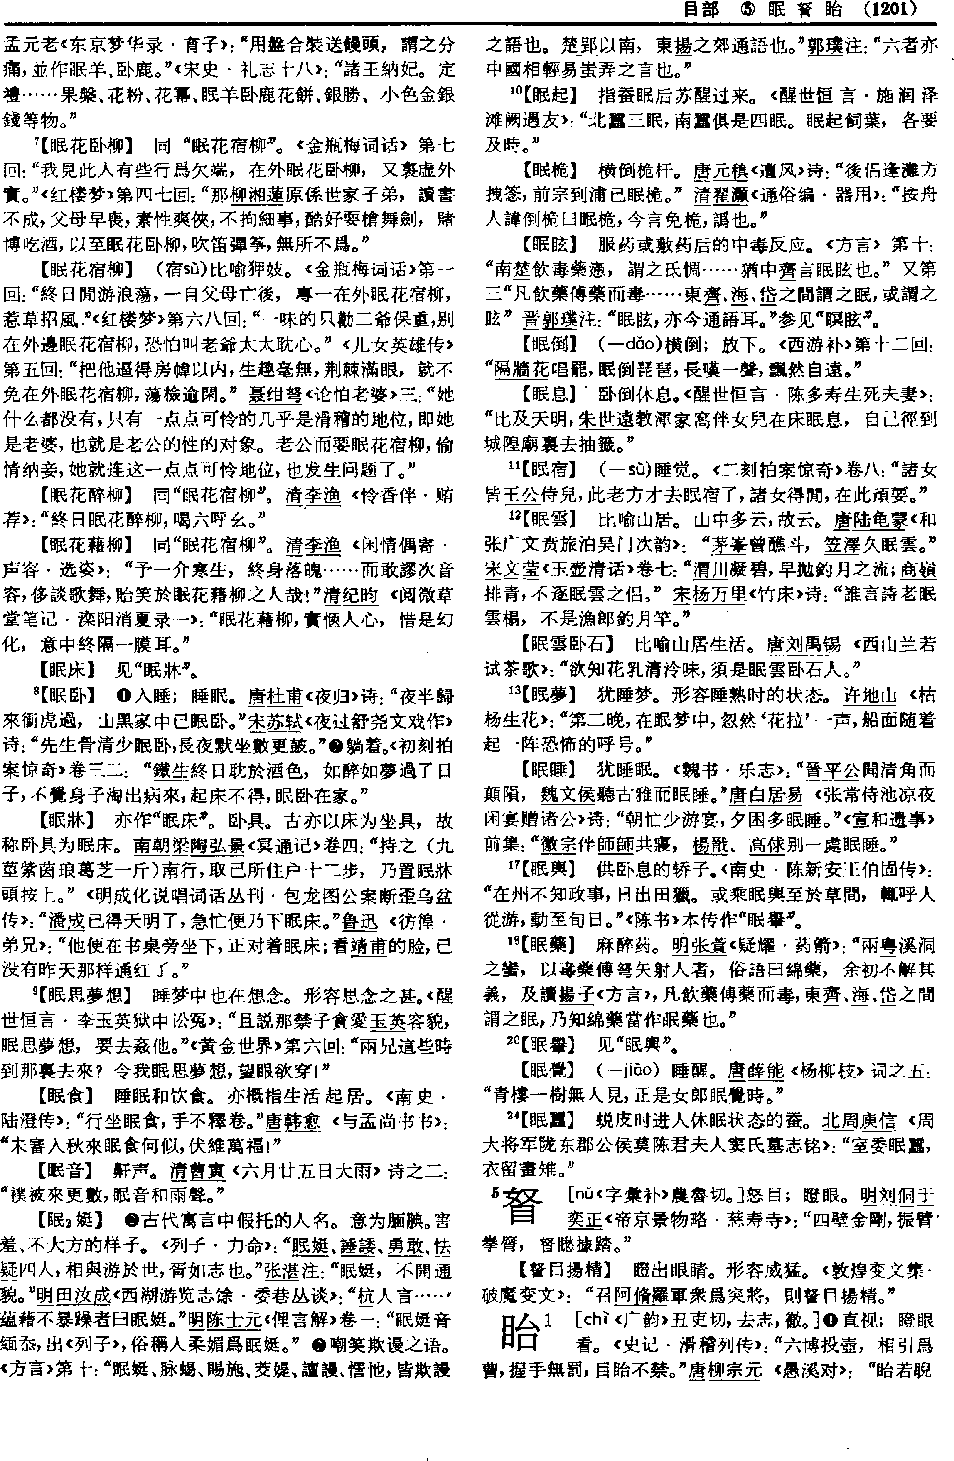 目部 ⑤ 眠 䀢 眙 （1201）
孟元老《东京梦华录·育子》：“用盤合裝送饅頭，謂之分
痛，並作眠羊、卧鹿。”《宋史·礼志十八》：“諸王納妃。定
禮……果槃、花粉、花冪、眠羊卧鹿花餅、銀勝、小色金銀
錢等物。”
7【眠花卧柳】 同“眠花宿柳”。《金瓶梅词话》第七
回：“我見此人有些行爲欠端，在外眠花卧柳，又裏虛外
實。”《红楼梦》第四七回：“那柳湘蓮原係世家子弟，讀書
不成，父母早喪，素性爽俠，不拘細事，酷好耍槍舞劍，賭
博吃酒，以至眠花卧柳，吹笛彈筝，無所不爲。”
【眠花宿柳】 （宿sù）比喻狎妓。《金瓶梅词话》第一
回：“終日閒游浪蕩，一自父母亡後，專一在外眠花宿柳，
惹草招風。”《红楼梦》第六八回：“一味的只勸二爺保重，别
在外邊眠花宿柳，恐怕叫老爺太太耽心。”《儿女英雄传》
第五回：“把他逼得房幃以内，生趣毫無，荆棘滿眼，就不
免在外眠花宿柳，蕩檢逾閑。”聂绀弩《论怕老婆》三：“她
什么都没有，只有一点点可怜的几乎是滑稽的地位，即她
是老婆，也就是老公的性的对象。老公而要眠花宿柳，偷
情纳妾，她就连这一点点可怜地位，也发生问题了。”
【眠花醉柳】 同“眠花宿柳”。清李渔《怜香伴·贿
荐》：“終日眠花醉柳，喝六呼幺。”
【眠花藉柳】 同“眠花宿柳”。清李渔《闲情偶寄·
声容·选姿》：“予一介寒生，終身落魄……而敢謬次音
容，侈談歌舞，貽笑於眠花藉柳之人哉！”清纪昀《阅微草
堂笔记·滦阳消夏录一》：“眠花藉柳，實愜人心，惜是幻
化，意中終隔一膜耳。”
【眠床】 见“眠牀”。
8【眠卧】 ❶入睡；睡眠。唐杜甫《夜归》诗：“夜半歸
來衝虎過，山黑家中已眠卧。”宋苏轼《夜过舒尧文戏作》
诗：“先生骨清少眠卧，長夜默坐數更鼓。”❷躺着。《初刻拍
案惊奇》卷三二：“鐵生終日耽於酒色，如醉如夢過了日
子，不覺身子淘出病來，起床不得，眠卧在家。”
【眠牀】 亦作“眠床”。卧具。古亦以床为坐具，故
称卧具为眠床。南朝梁陶弘景《冥通记》卷四：“持之（九
莖紫茵琅葛芝一斤）南行，取己所住户十二步，乃置眠牀
頭按上。”《明成化说唱词话丛刊·包龙图公案断歪乌盆
传》：“潘成已得天明了，急忙便乃下眠床。”鲁迅《彷徨·
弟兄》：“他便在书桌旁坐下，正对着眠床；看靖甫的脸，已
没有昨天那样通红了。”
9【眠思夢想】 睡梦中也在想念。形容思念之甚。《醒
世恒言·李玉英狱中讼冤》：“且説那禁子貪愛玉英容貌，
眠思夢想，要去姦他。”《黄金世界》第六回：“兩兄這些時
到那裏去來？令我眠思夢想，望眼欲穿！”
【眠食】 睡眠和饮食。亦概指生活起居。《南史·
陆澄传》：“行坐眠食，手不釋卷。”唐韩愈《与孟尚书书》：
“未審入秋來眠食何似，伏維萬福！”
【眠音】 鼾声。清曹寅《六月廿五日大雨》诗之二：
“襆被來更數，眠音和雨聲。”
【眠₂娗】 ❶古代寓言中假托的人名。意为腼腆。害
羞、不大方的样子。《列子·力命》：“眠娗、諈諉、勇敢、怯
疑四人，相與游於世，胥如志也。”张湛注：“眠娗，不開通
貌。”明田汝成《西湖游览志馀·委巷丛谈》：“杭人言……
藴藉不暴躁者曰眠娗。”明陈士元《俚言解》卷一：“眠娗音
緬忝，出《列子》，俗稱人柔媚爲眠娗。”❷嘲笑欺谩之语。
《方言》第十：“眠娗、脉蝪、賜施、茭媞、譠謾、㦟忚，皆欺謾
之語也。楚郢以南，東揚之郊通語也。”郭璞注：“六者亦
中國相輕易蚩弄之言也。”
10【眠起】 指蚕眠后苏醒过来。《醒世恒言·施润泽
滩阙遇友》：“北蠶三眠，南蠶俱是四眠。眠起飼葉，各要
及時。”
【眠桅】 横倒桅杆。唐元稹《遭风》诗：“後侣逢灘方
拽䇲，前宗到浦已眠桅。”清翟灏《通俗编·器用》：“按舟
人諱倒桅曰眠桅，今言免桅，譌也。”
【眠眩】 服药或敷药后的中毒反应。《方言》第十：
“南楚飲毒藥懣，謂之氐惆……猶中齊言眠眩也。”又第
三“凡飲藥傅藥而毒……東齊、海、岱之間謂之眠，或謂之
眩”晋郭璞注：“眠眩，亦今通語耳。”参见“瞑眩”。
【眠倒】 （－dǎo）横倒；放下。《西游补》第十二回：
“隔牆花唱罷，眠倒琵琶，長嘆一聲，飄然自遠。”
【眠息】 卧倒休息。《醒世恒言·陈多寿生死夫妻》：
“比及天明，朱世遠教渾家窩伴女兒在床眠息，自己徑到
城隍廟裏去抽籤。”
11【眠宿】 （－sù）睡觉。《二刻拍案惊奇》卷八：“諸女
皆王公侍兒，此老方才去眠宿了，諸女得閒，在此頑耍。”
12【眠雲】 比喻山居。山中多云，故云。唐陆龟蒙《和
张广文贲旅泊吴门次韵》：“茅峯曾醮斗，笠澤久眠雲。”
宋文莹《玉壶清话》卷七：“渭川凝碧，早抛釣月之流；商嶺
排青，不逐眠雲之侣。”宋杨万里《竹床》诗：“誰言詩老眠
雲榻，不是漁郎釣月竿。”
【眠雲卧石】 比喻山居生活。唐刘禹锡《西山兰若
试茶歌》：“欲知花乳清泠味，須是眠雲卧石人。”
13【眠夢】 犹睡梦。形容睡熟时的状态。许地山《枯
杨生花》：“第二晚，在眠梦中，忽然‘花拉’一声，船面随着
起一阵恐怖的呼号。”
【眠睡】 犹睡眠。《魏书·乐志》：“晉平公聞清角而
顛隕，魏文侯聽古雅而眠睡。”唐白居易《张常侍池凉夜
闲宴赠诸公》诗：“朝忙少游宴，夕困多眠睡。”《宣和遗事》
前集：“徽宗伴師師共寢，楊戩、高俅别一處眠睡。”
17【眠輿】 供卧息的轿子。《南史·陈新安王伯固传》：
“在州不知政事，日出田獵。或乘眠輿至於草間，輒呼人
從游，動至旬日。”《陈书》本传作“眠轝”。
19【眠藥】 麻醉药。明张萱《疑耀·药箭》：“兩粤溪洞
之蠻，以毒藥傅弩矢射人者，俗語曰綿藥，余初不解其
義，及讀揚子《方言》，凡飲藥傅藥而毒，東齊、海、岱之間
謂之眠，乃知綿藥當作眠藥也。”
20【眠轝】 见“眠輿”。
【眠覺】 （－jiào）睡醒。唐薛能《杨柳枝》词之五：
“青樓一樹無人見，正是女郎眠覺時。”
24【眠蠶】 蜕皮时进入休眠状态的蚕。北周庾信《周
大将军陇东郡公侯莫陈君夫人窦氏墓志铭》：“室委眠蠶，
衣留畫雉。”
5䀢 ［nǔ《字彙补》農魯切。］怒目；瞪眼。明刘侗于
奕正《帝京景物略·慈寿寺》：“四壁金剛，振臂
拳膂，䀢䁪據踏。”
【䀢目揚精】 瞪出眼睛。形容威猛。《敦煌变文集·
破魔变文》：“召阿脩羅軍衆爲突將，則䀢目揚精。”
眙1 ［chì《广韵》丑吏切，去志，徹。］❶直视；瞪眼
看。《史记·滑稽列传》：“六博投壺，相引爲
曹，握手無罰，目眙不禁。”唐柳宗元《愚溪对》：“眙若睨